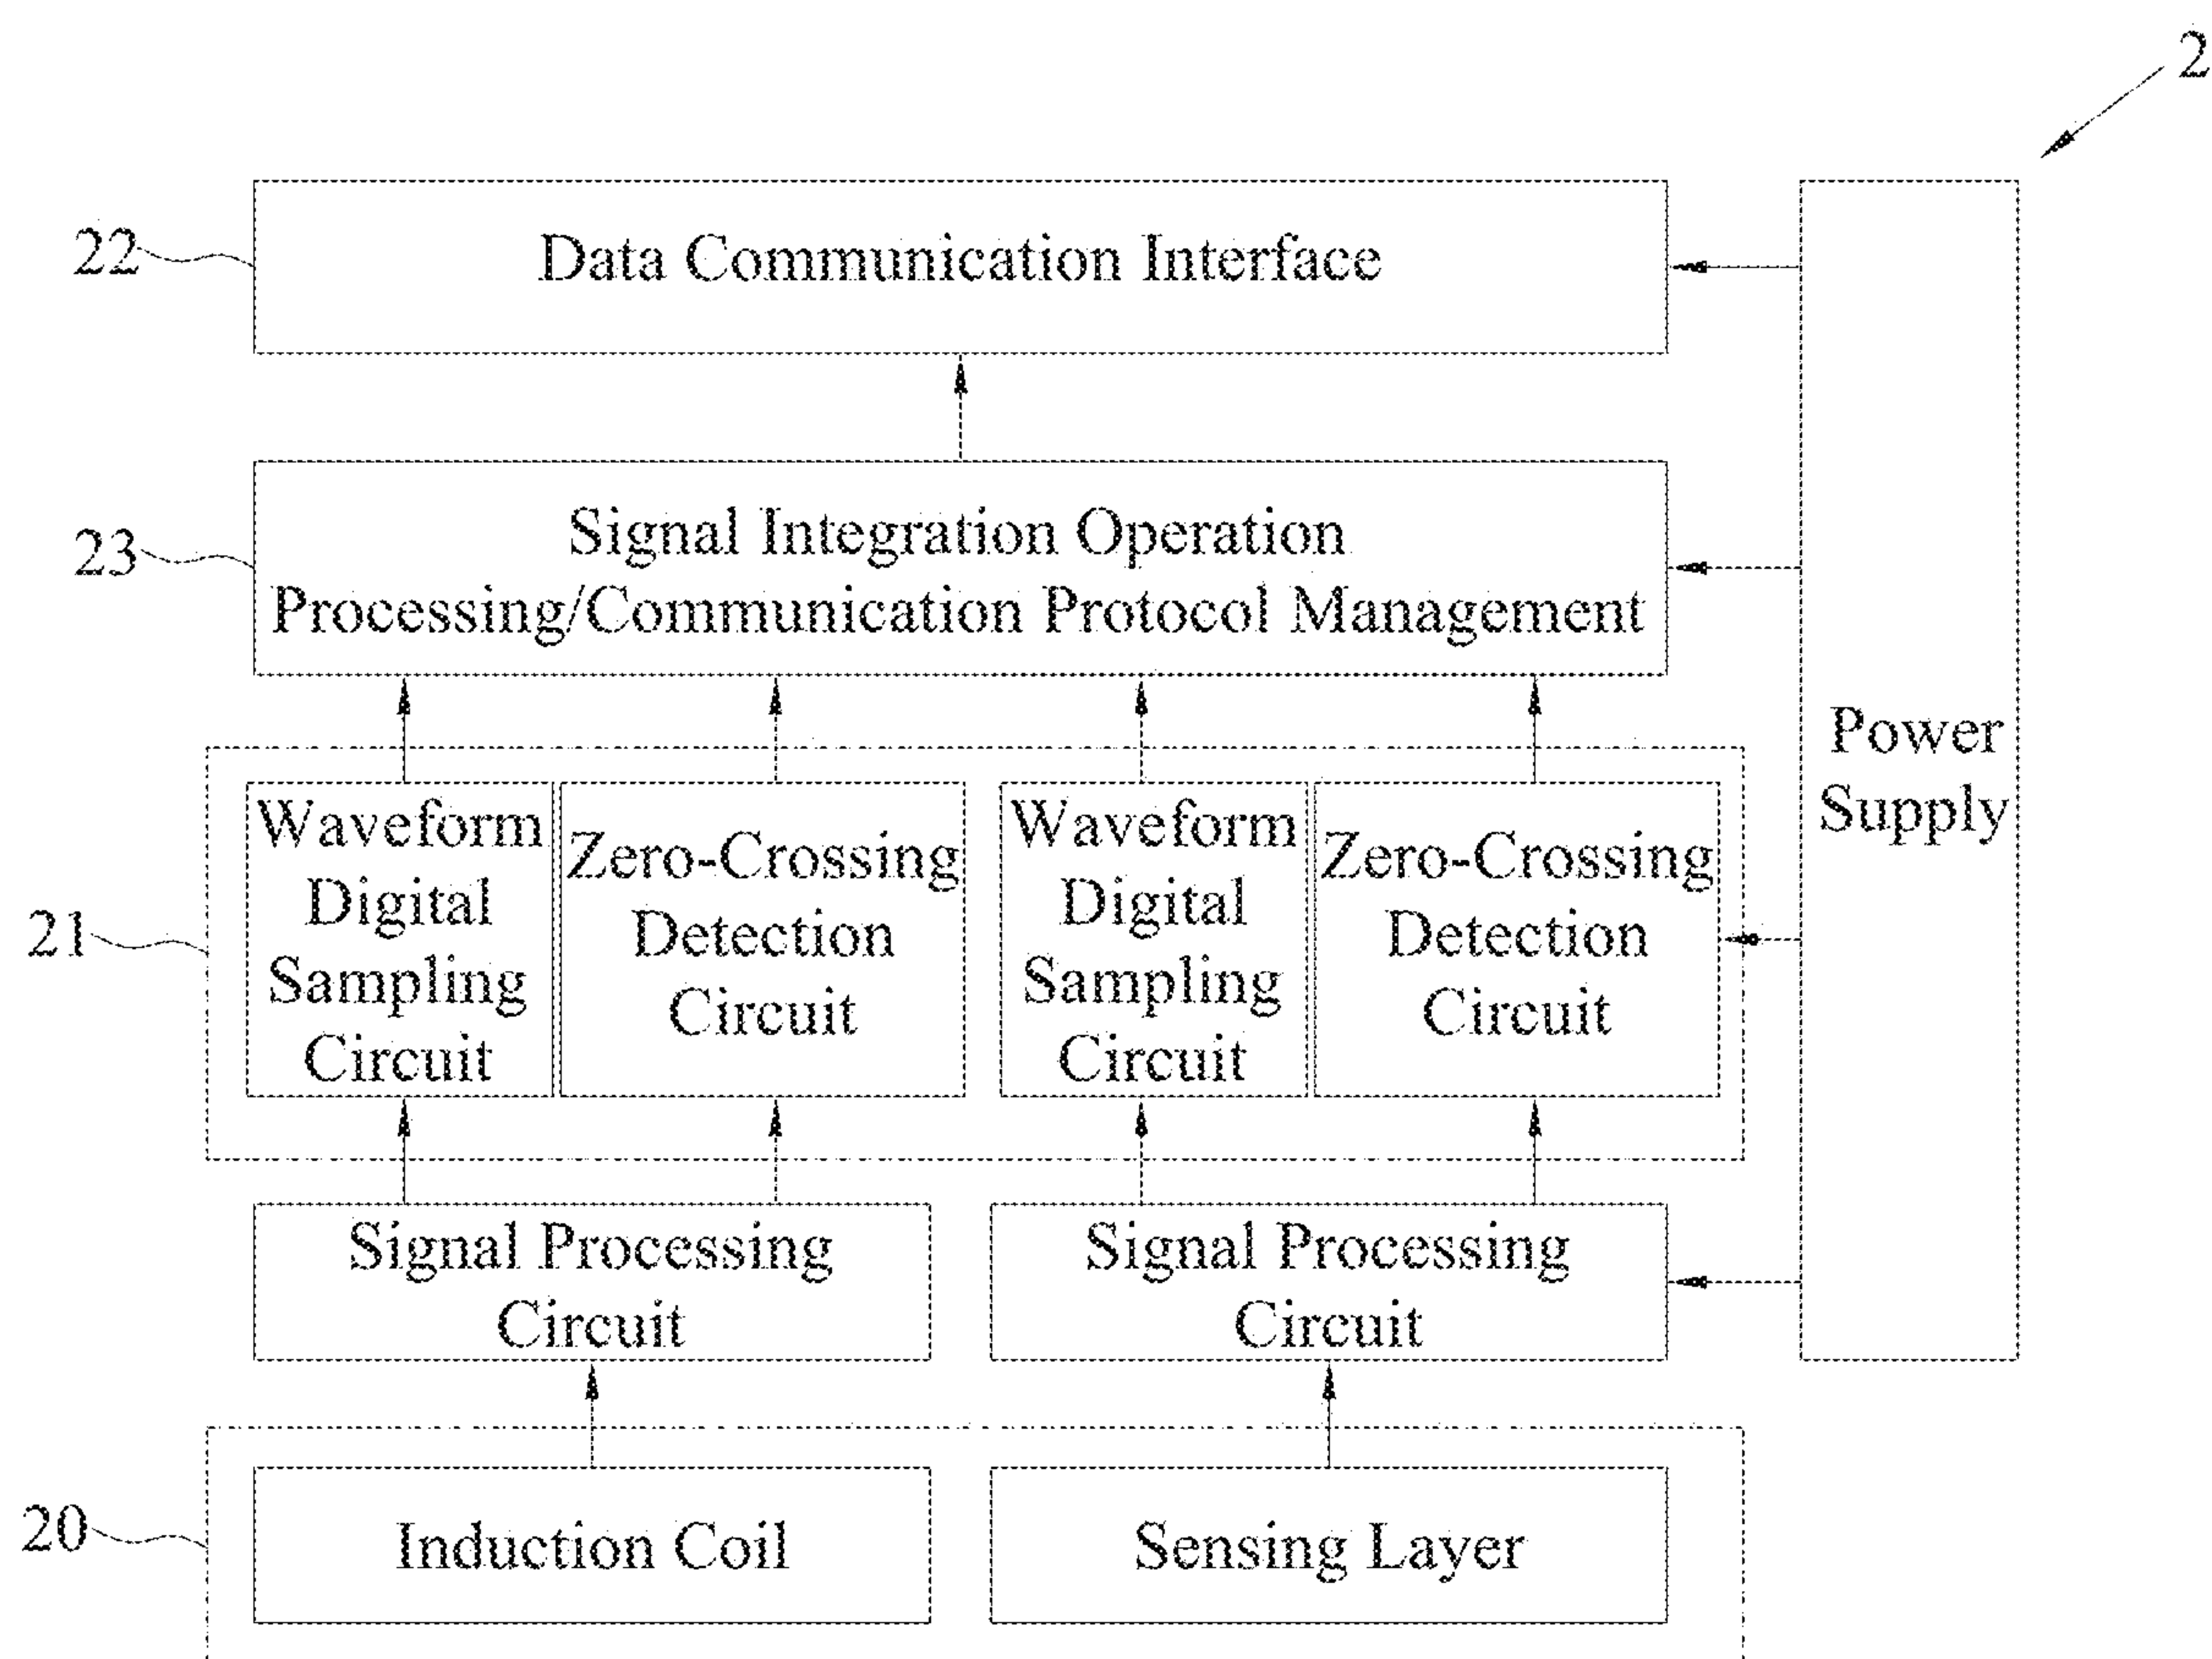 2
22
Data Communication Interface
23
Signal Integration Operation
Processing/Communication Protocol Management
Power
Supply
21
Waveform
Digital
Sampling
Circuit
Zero-Crossing
Detection
Circuit
Waveform
Digital
Sampling
Circuit
Zero-Crossing
Detection
Circuit
Signal Processing
Circuit
Signal Processing
Circuit
20
Induction Coil
Sensing Layer